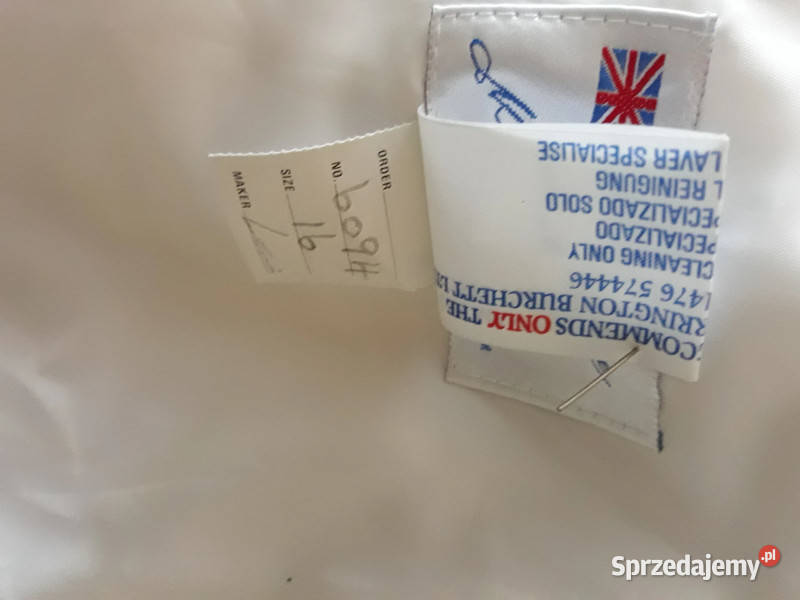 ORDER
NO. 6094
SIZE 16
MAKER
COMMENDS ONLY THE
RRINGTON BURCHETT
1476 574446
CLEANING ONLY
PECIALIZADO
PECIALIZADO SOLO
L REINIGUNG
LAVER SPECIALISE
Sprzedajemy.pl